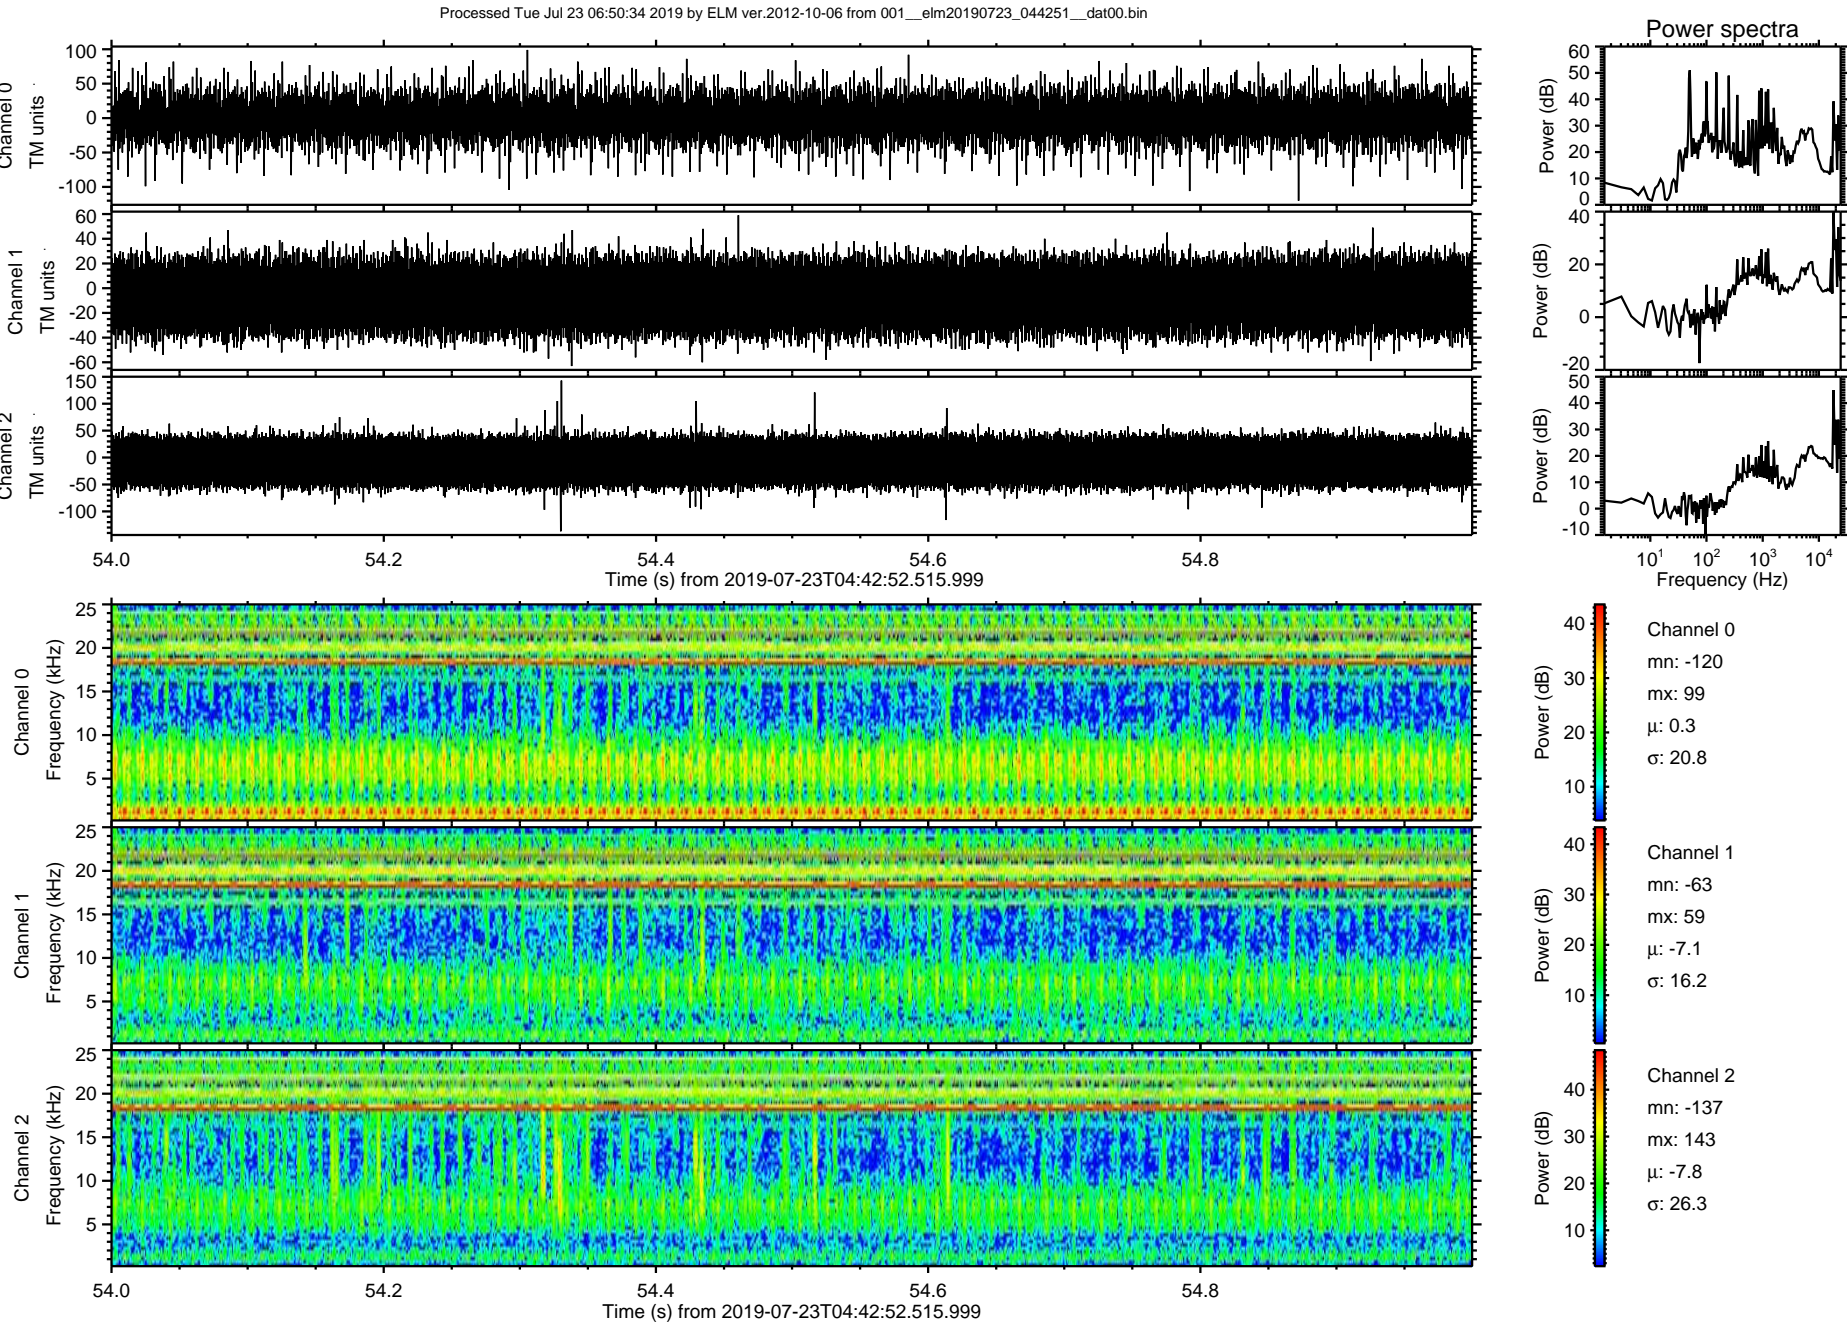 Processed Tue Jul 23 06:50:34 2019 by ELM ver.2012-10-06 from 001__elm20190723_044251__dat00.bin
Power spectra
Channel 0
TM units
100
50
0
-50
-100
Power (dB)
60
50
40
30
20
10
0
Channel 1
TM units
60
40
20
0
-20
-40
-60
Power (dB)
40
20
0
-20
Channel 2
TM units
150
100
50
0
-50
-100
Power (dB)
50
40
30
20
10
0
-10
54.0 54.2 54.4 54.6 54.8
Time (s) from 2019-07-23T04:42:52.515.999
10¹ 10² 10³ 10⁴
Frequency (Hz)
Channel 0
Frequency (kHz)
25
20
15
10
5
Power (dB)
40
30
20
10
Channel 0
mn: -120
mx: 99
μ: 0.3
σ: 20.8
Channel 1
Frequency (kHz)
25
20
15
10
5
Power (dB)
40
30
20
10
Channel 1
mn: -63
mx: 59
μ: -7.1
σ: 16.2
Channel 2
Frequency (kHz)
25
20
15
10
5
Power (dB)
40
30
20
10
Channel 2
mn: -137
mx: 143
μ: -7.8
σ: 26.3
54.0 54.2 54.4 54.6 54.8
Time (s) from 2019-07-23T04:42:52.515.999